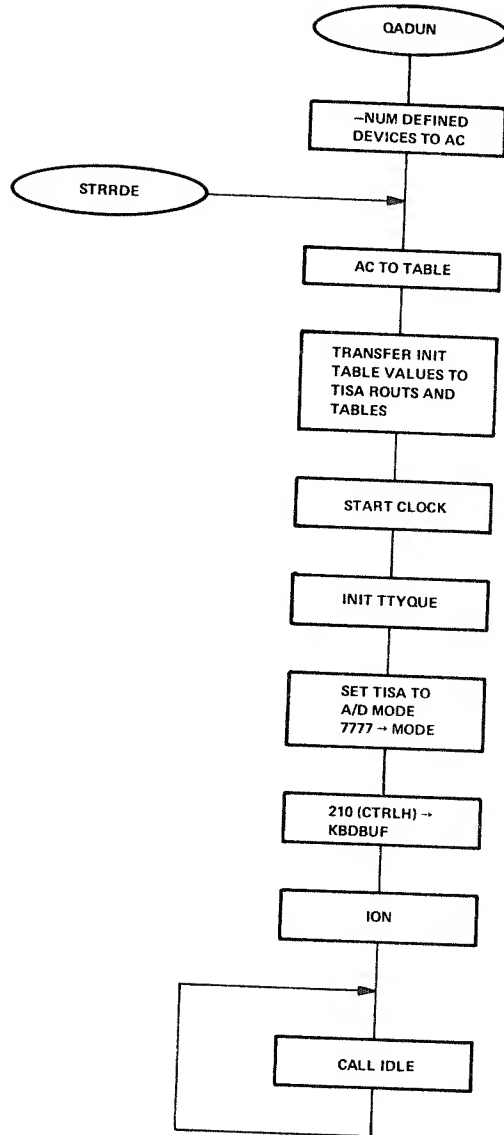 QADUN
–NUM DEFINED
DEVICES TO AC
STRRDE
AC TO TABLE
TRANSFER INIT
TABLE VALUES TO
TISA ROUTS AND
TABLES
START CLOCK
INIT TTYQUE
SET TISA TO
A/D MODE
7777 → MODE
210 (CTRLH) →
KBDBUF
ION
CALL IDLE